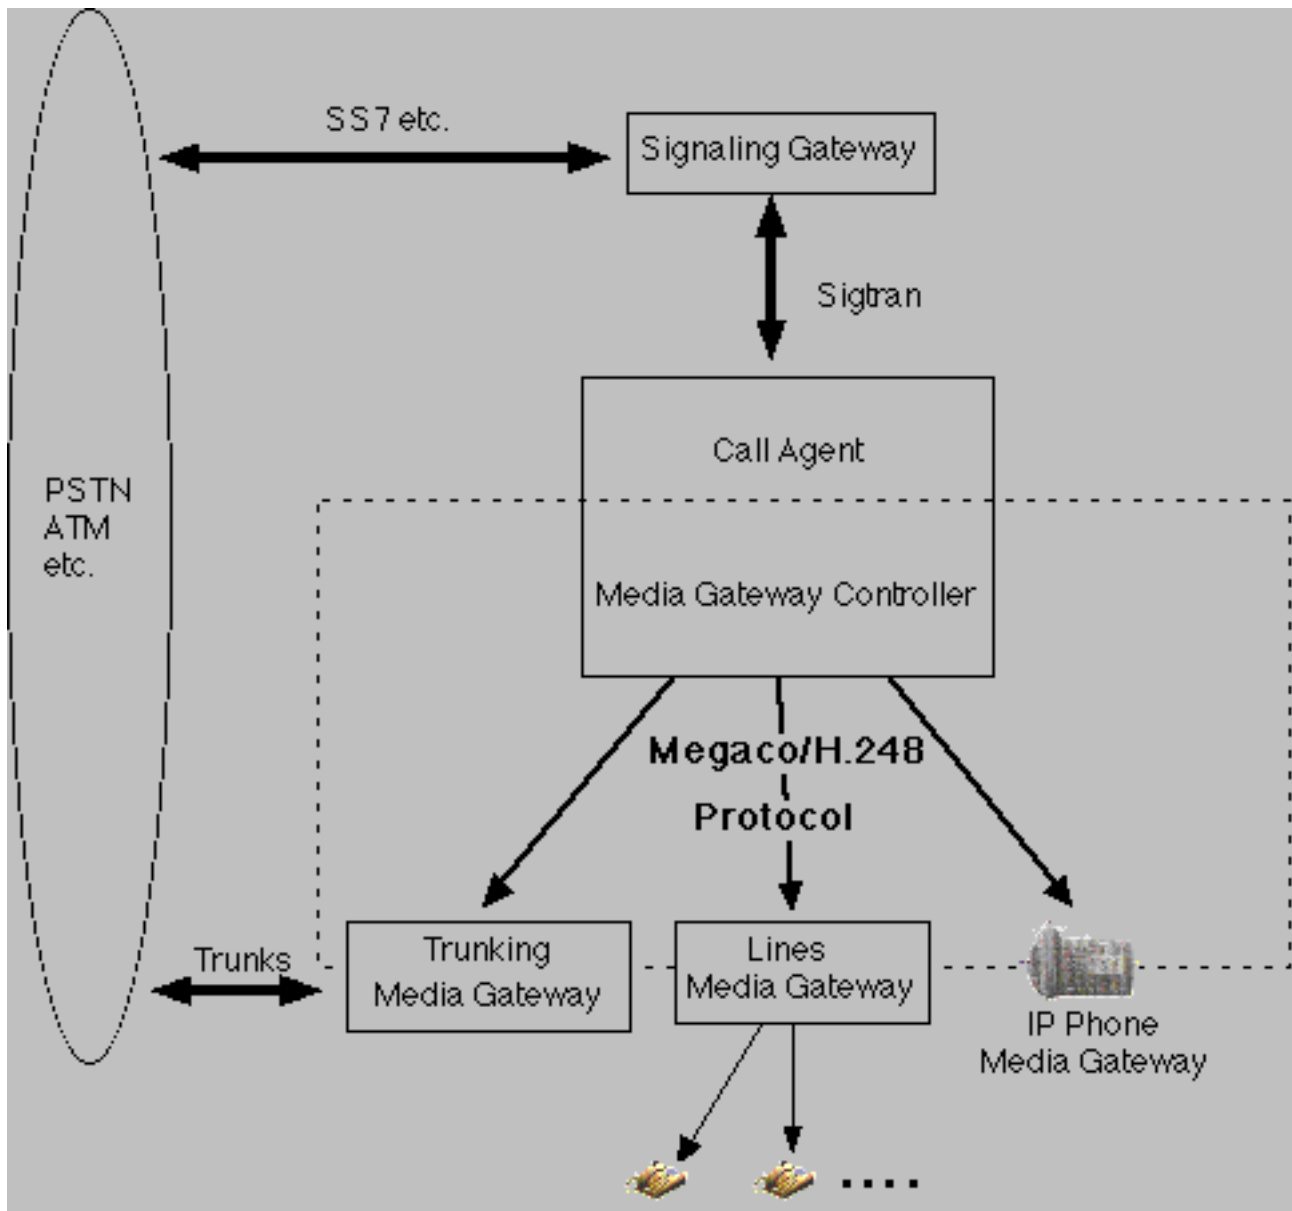 SS7 etc.
Signaling Gateway
Sigtran
Call Agent
PSTN
ATM
etc.
Media Gateway Controller
Megaco/H.248
Protocol
Trunks
Trunking
Media Gateway
Lines
Media Gateway
IP Phone
Media Gateway